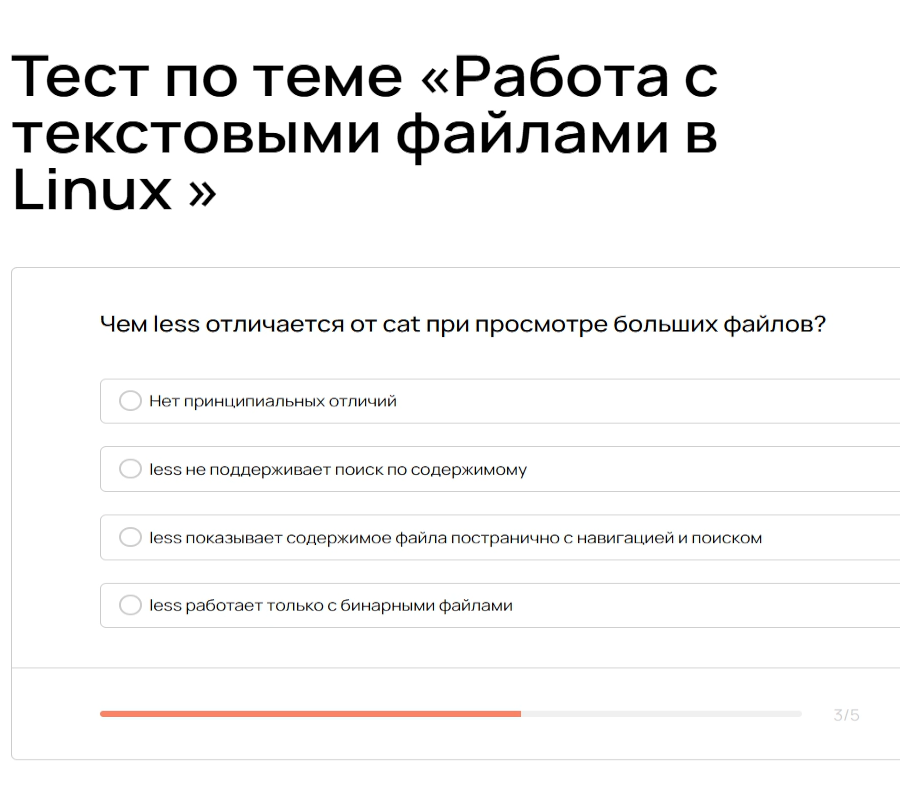 Тест по теме «Работа с
текстовыми файлами в
Linux »
Чем less отличается от cat при просмотре больших файлов?
Нет принципиальных отличий
less не поддерживает поиск по содержимому
less показывает содержимое файла постранично с навигацией и поиском
less работает только с бинарными файлами
3/5